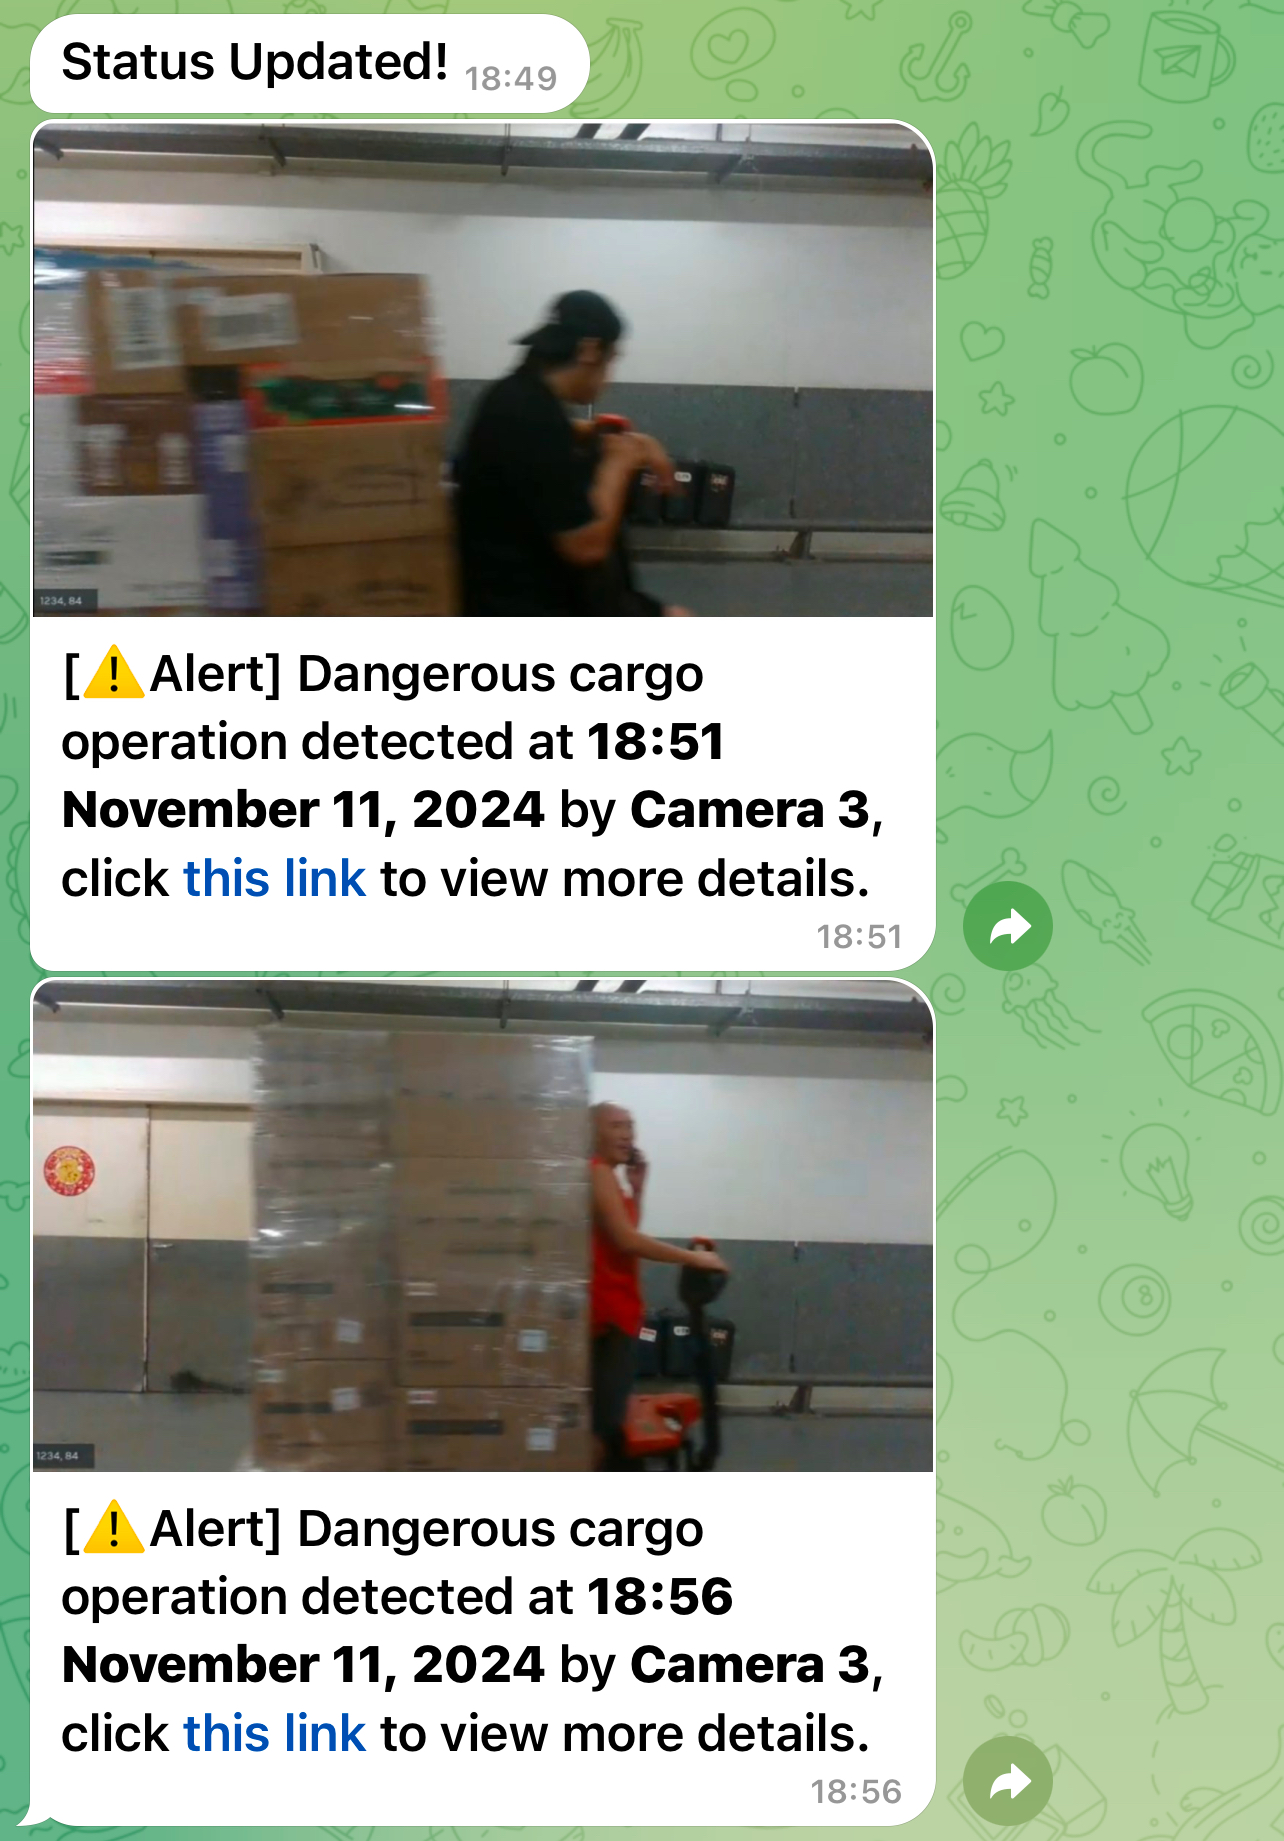 Status Updated! 18:49
1234, 84
[⚠️Alert] Dangerous cargo
operation detected at 18:51
November 11, 2024 by Camera 3,
click this link to view more details.
18:51
1234, 84
[⚠️Alert] Dangerous cargo
operation detected at 18:56
November 11, 2024 by Camera 3,
click this link to view more details.
18:56